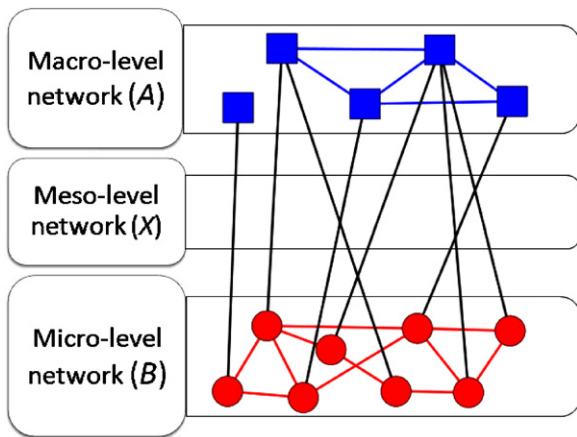 Macro-level
network (A)
Meso-level
network (X)
Micro-level
network (B)